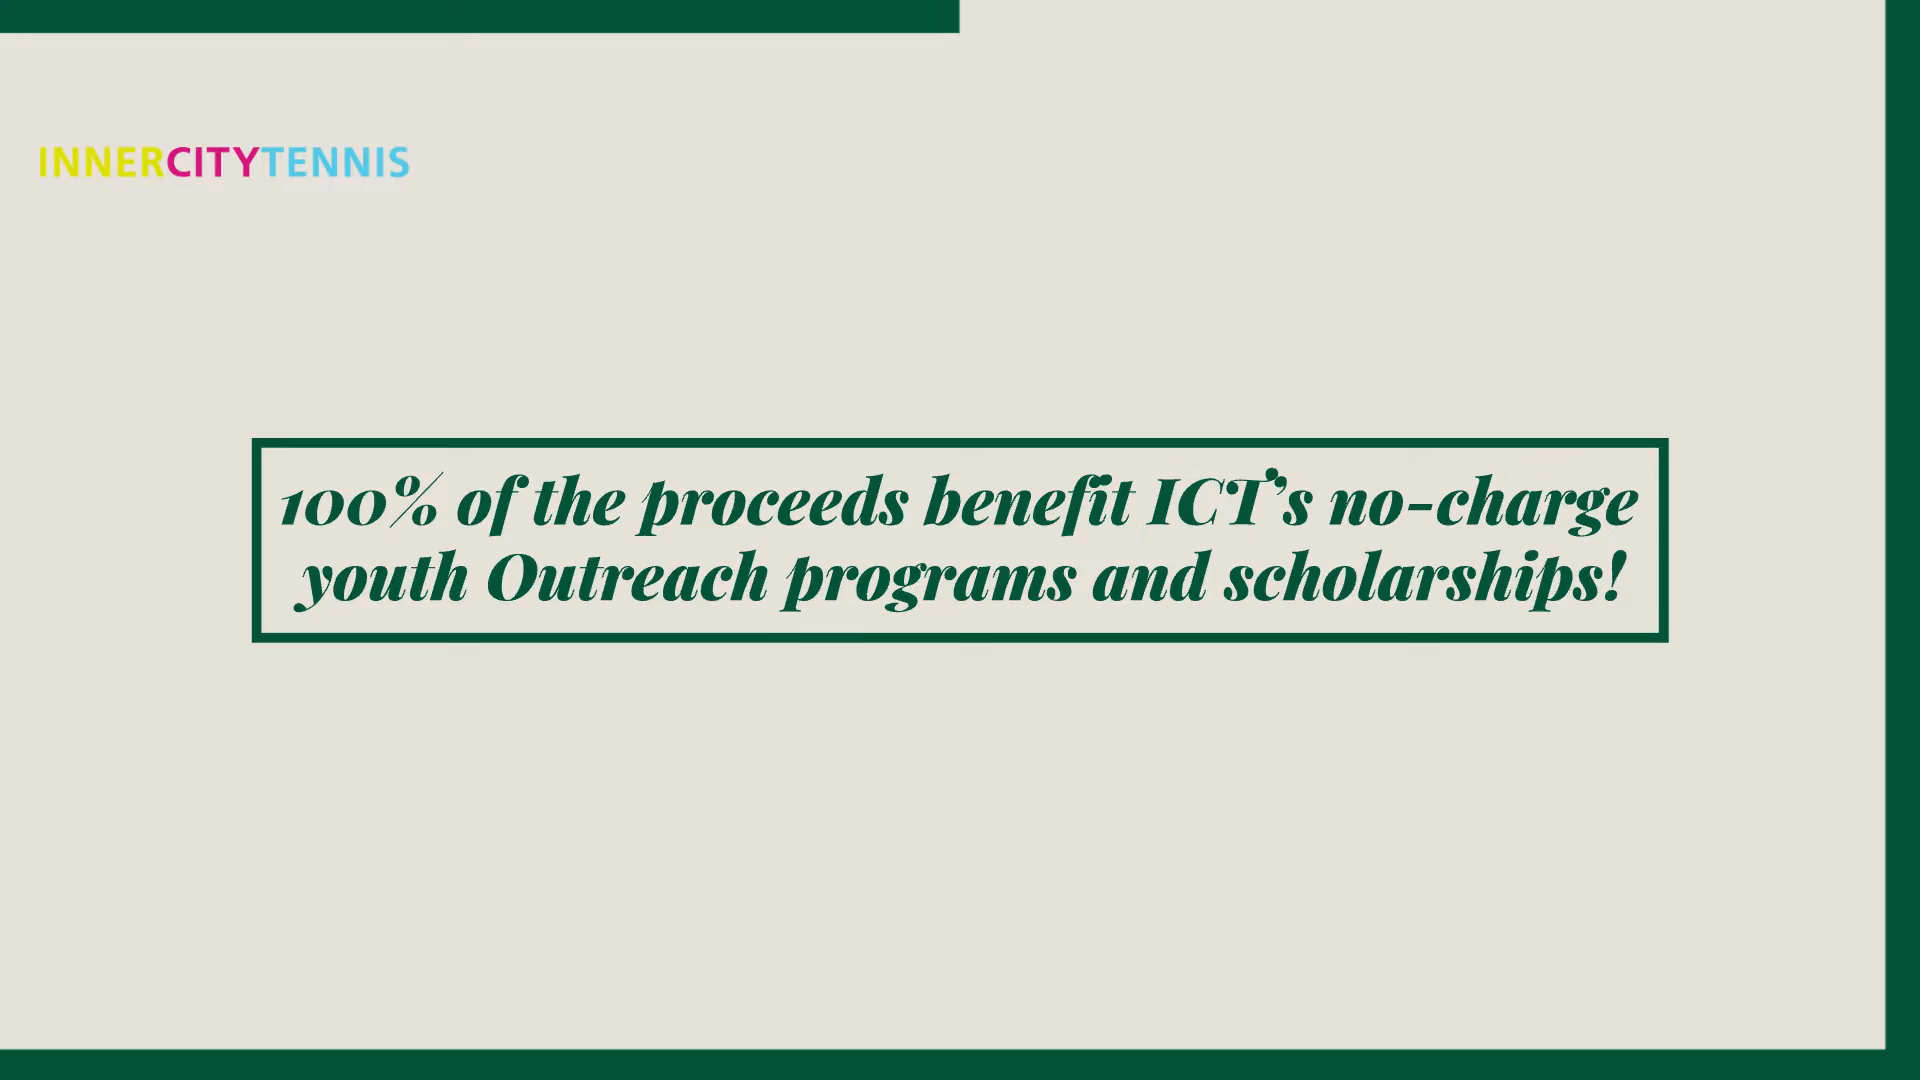 INNERCITYTENNIS
100% of the proceeds benefit ICT’s no-charge
youth Outreach programs and scholarships!